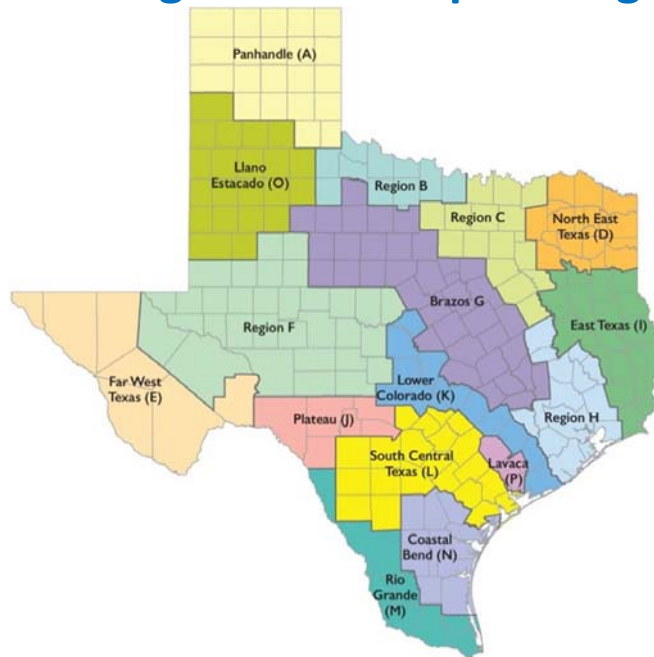 Panhandle (A)
Llano
Estacado (O)
Region B
Region C
North East
Texas (D)
Brazos G
Region F
East Texas (I)
Far West
Texas (E)
Lower
Colorado (K)
Region H
Plateau (J)
South Central
Texas (L)
Lavaca
(P)
Coastal
Bend (N)
Rio
Grande
(M)